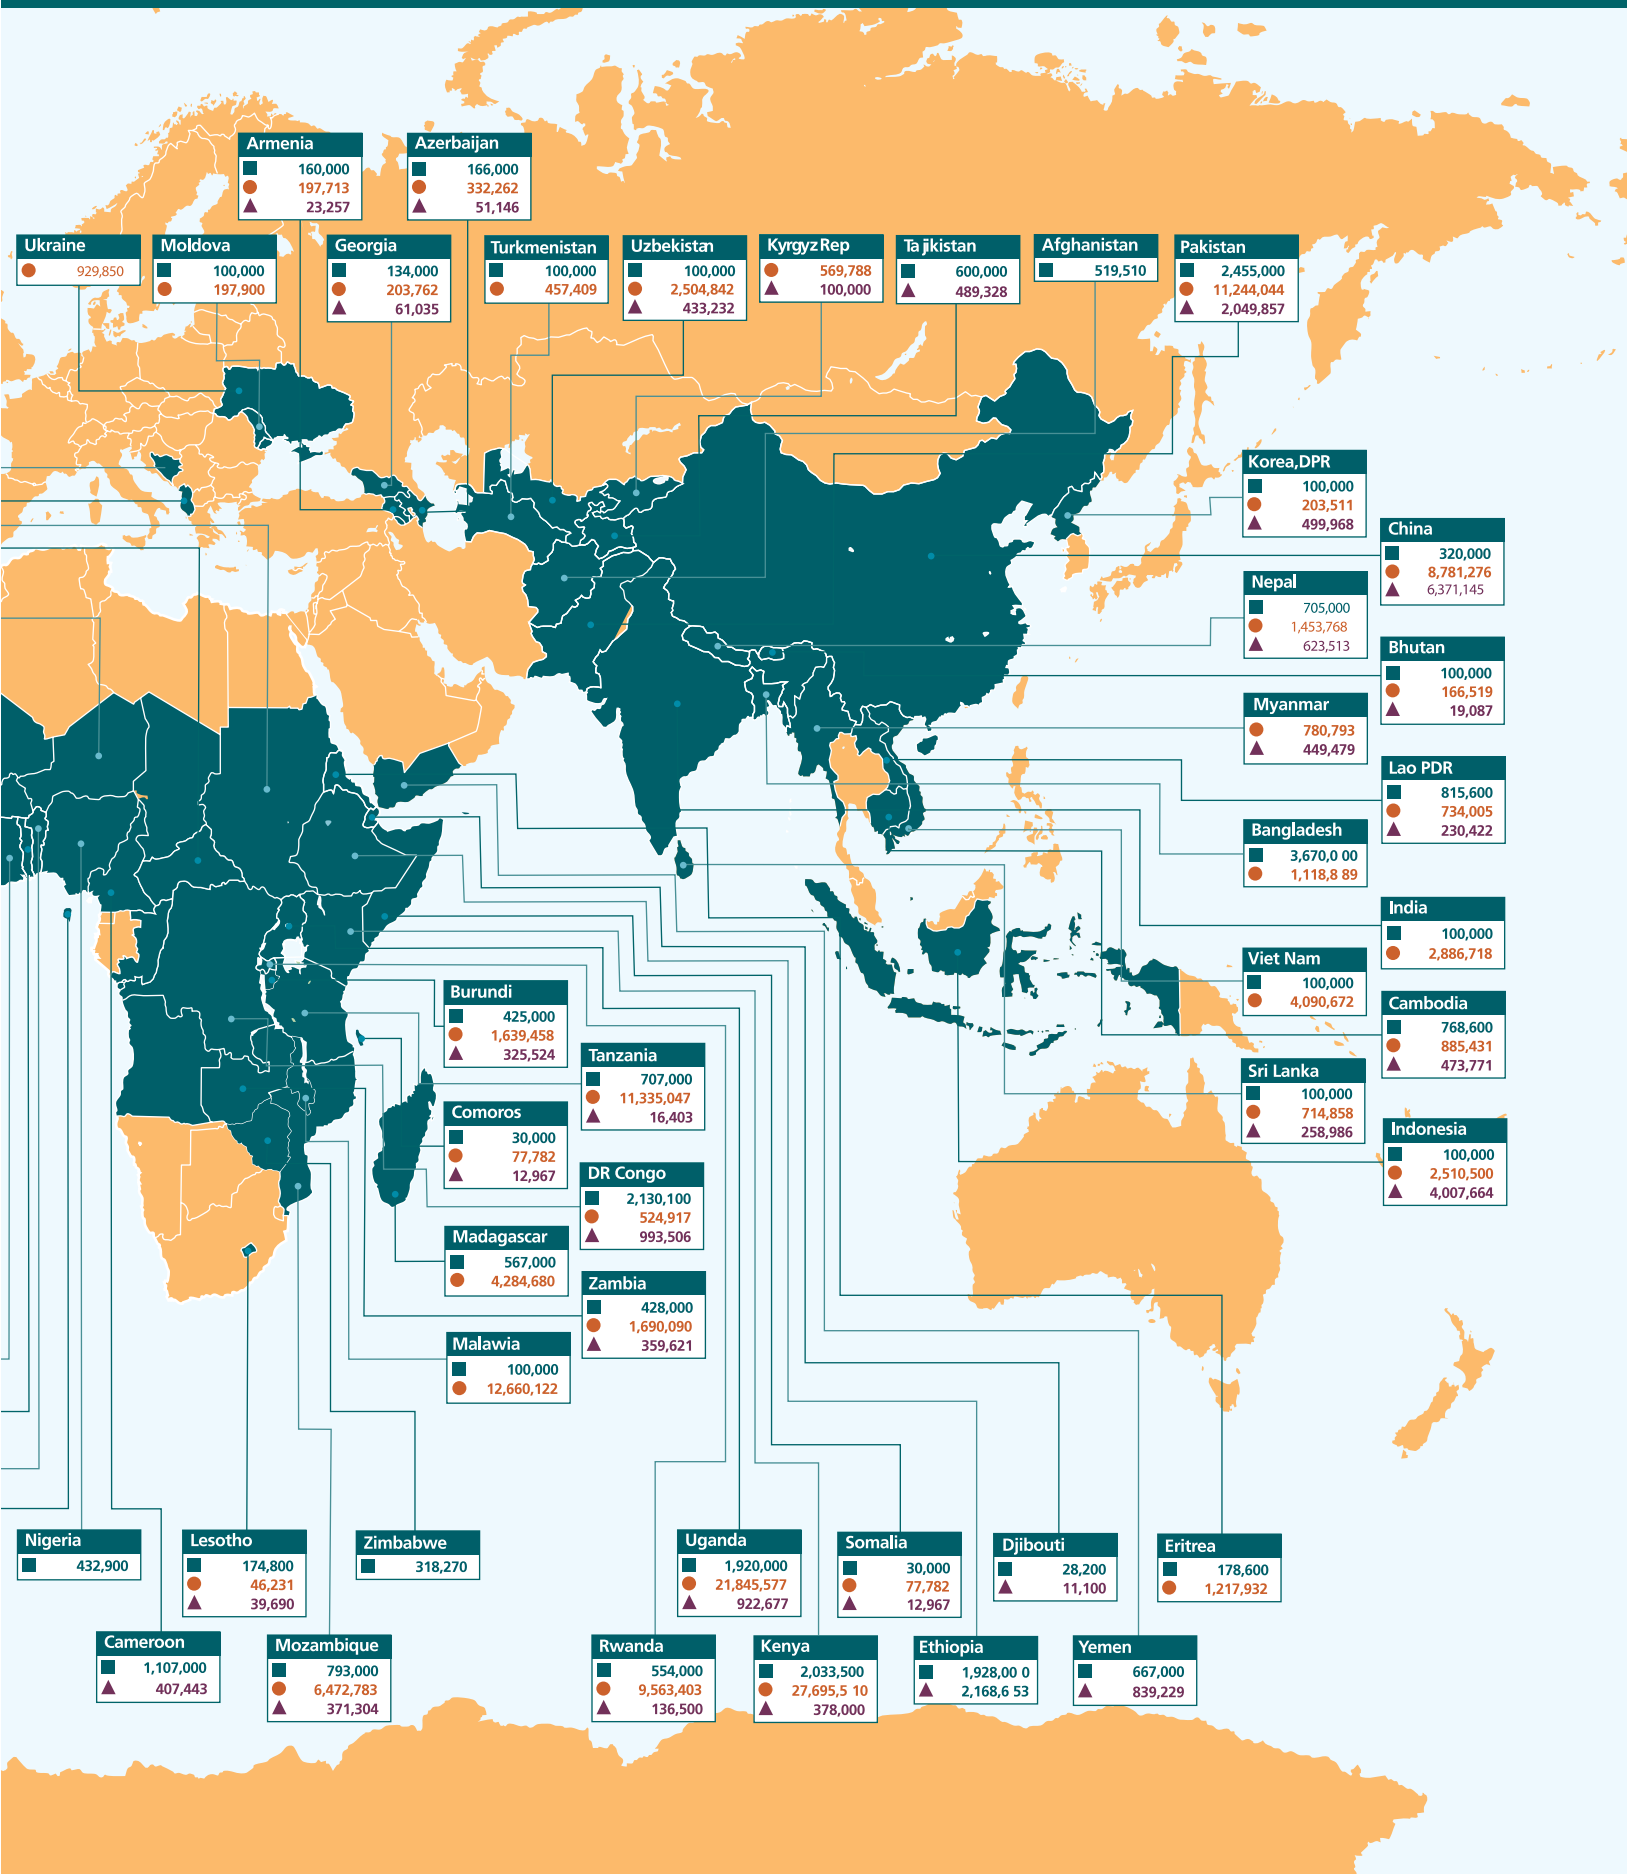 Armenia
160,000
197,713
23,257
Azerbaijan
166,000
332,262
51,146
Ukraine
929,850
Moldova
100,000
197,900
Georgia
134,000
203,762
61,035
Turkmenistan
100,000
457,409
Uzbekistan
100,000
2,504,842
433,232
Kyrgyz Rep
569,788
100,000
Tajikistan
600,000
489,328
Afghanistan
519,510
Pakistan
2,455,000
11,244,044
2,049,857
Korea,DPR
100,000
203,511
499,968
China
320,000
8,781,276
6,371,145
Nepal
705,000
1,453,768
623,513
Bhutan
100,000
166,519
19,087
Myanmar
780,793
449,479
Lao PDR
815,600
734,005
230,422
Bangladesh
3,670,0 00
1,118,8 89
India
100,000
2,886,718
Viet Nam
100,000
4,090,672
Cambodia
768,600
885,431
473,771
Sri Lanka
100,000
714,858
258,986
Indonesia
100,000
2,510,500
4,007,664
Burundi
425,000
1,639,458
325,524
Tanzania
707,000
11,335,047
16,403
Comoros
30,000
77,782
12,967
DR Congo
2,130,100
524,917
993,506
Madagascar
567,000
4,284,680
Zambia
428,000
1,690,090
359,621
Malawia
100,000
12,660,122
Nigeria
432,900
Lesotho
174,800
46,231
39,690
Zimbabwe
318,270
Uganda
1,920,000
21,845,577
922,677
Somalia
30,000
77,782
12,967
Djibouti
28,200
11,100
Eritrea
178,600
1,217,932
Cameroon
1,107,000
407,443
Mozambique
793,000
6,472,783
371,304
Rwanda
554,000
9,563,403
136,500
Kenya
2,033,500
27,695,5 10
378,000
Ethiopia
1,928,00 0
2,168,6 53
Yemen
667,000
839,229